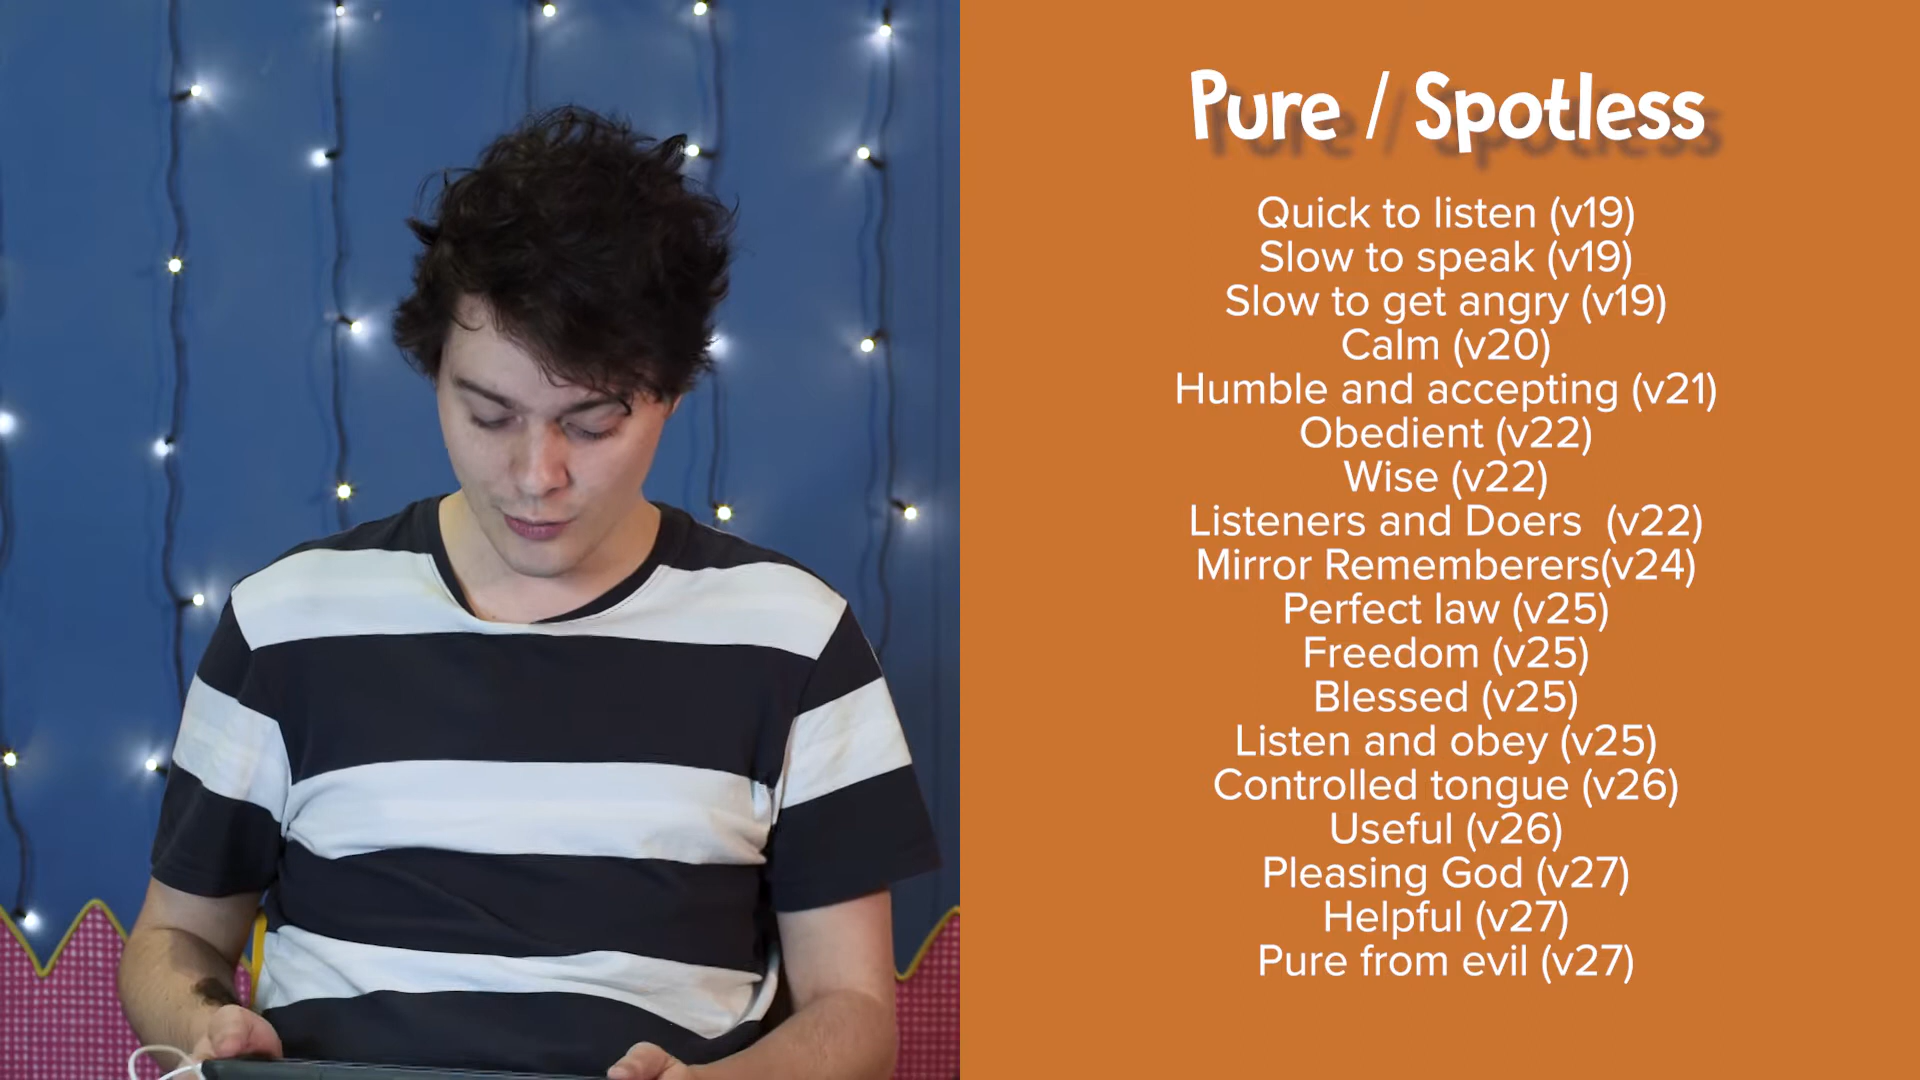 Pure / Spotless
Quick to listen (v19)
Slow to speak (v19)
Slow to get angry (v19)
Calm (v20)
Humble and accepting (v21)
Obedient (v22)
Wise (v22)
Listeners and Doers  (v22)
Mirror Rememberers(v24)
Perfect law (v25)
Freedom (v25)
Blessed (v25)
Listen and obey (v25)
Controlled tongue (v26)
Useful (v26)
Pleasing God (v27)
Helpful (v27)
Pure from evil (v27)